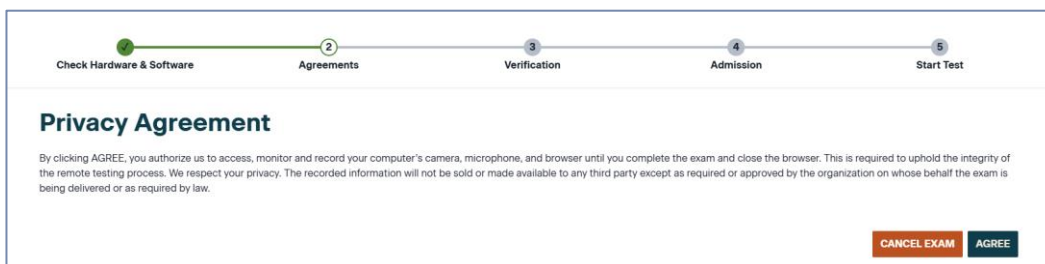 2 3 4 5
Check Hardware & Software Agreements Verification Admission Start Test
Privacy Agreement
By clicking AGREE, you authorize us to access, monitor and record your computer's camera, microphone, and browser until you complete the exam and close the browser. This is required to uphold the integrity of
the remote testing process. We respect your privacy. The recorded information will not be sold or made available to any third party except as required or approved by the organization on whose behalf the exam is
being delivered or as required by law.
CANCEL EXAM AGREE